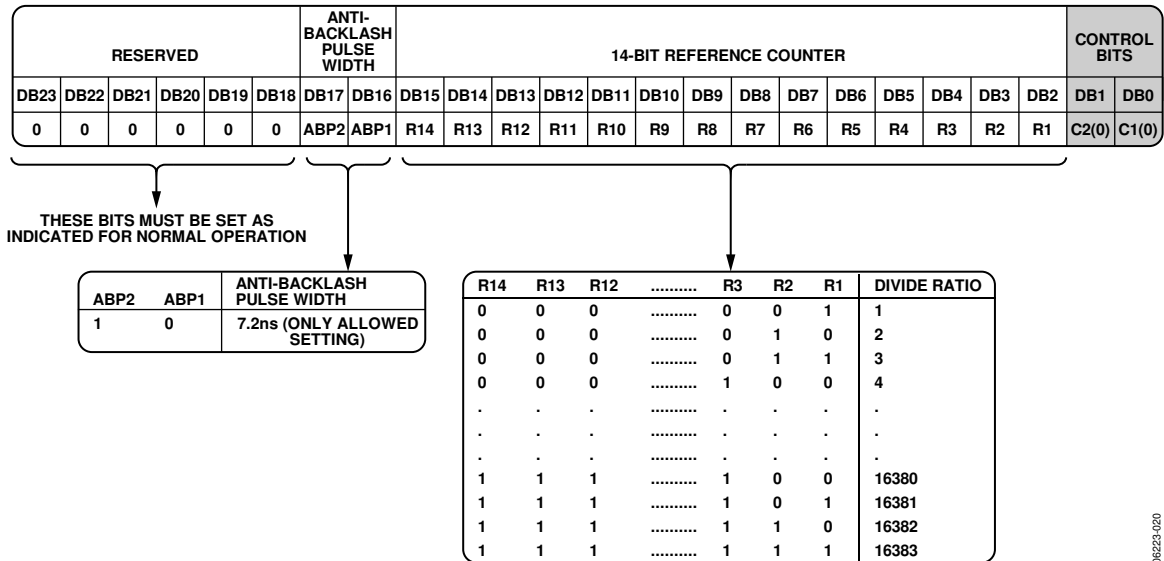 RESERVED
ANTI-
BACKLASH
PULSE
WIDTH
14-BIT REFERENCE COUNTER
CONTROL
BITS
DB23 DB22 DB21 DB20 DB19 DB18 DB17 DB16 DB15 DB14 DB13 DB12 DB11 DB10 DB9 DB8 DB7 DB6 DB5 DB4 DB3 DB2 DB1 DB0
0 0 0 0 0 0 ABP2 ABP1 R14 R13 R12 R11 R10 R9 R8 R7 R6 R5 R4 R3 R2 R1 C2(0) C1(0)
THESE BITS MUST BE SET AS
INDICATED FOR NORMAL OPERATION
ABP2 ABP1 ANTI-BACKLASH
PULSE WIDTH
1 0 7.2ns (ONLY ALLOWED
SETTING)
R14 R13 R12 .......... R3 R2 R1 DIVIDE RATIO
0 0 0 .......... 0 0 1 1
0 0 0 .......... 0 1 0 2
0 0 0 .......... 0 1 1 3
0 0 0 .......... 1 0 0 4
. . . .......... . . . .
. . . .......... . . . .
. . . .......... . . . .
1 1 1 .......... 1 0 0 16380
1 1 1 .......... 1 0 1 16381
1 1 1 .......... 1 1 0 16382
1 1 1 .......... 1 1 1 16383
06223-020